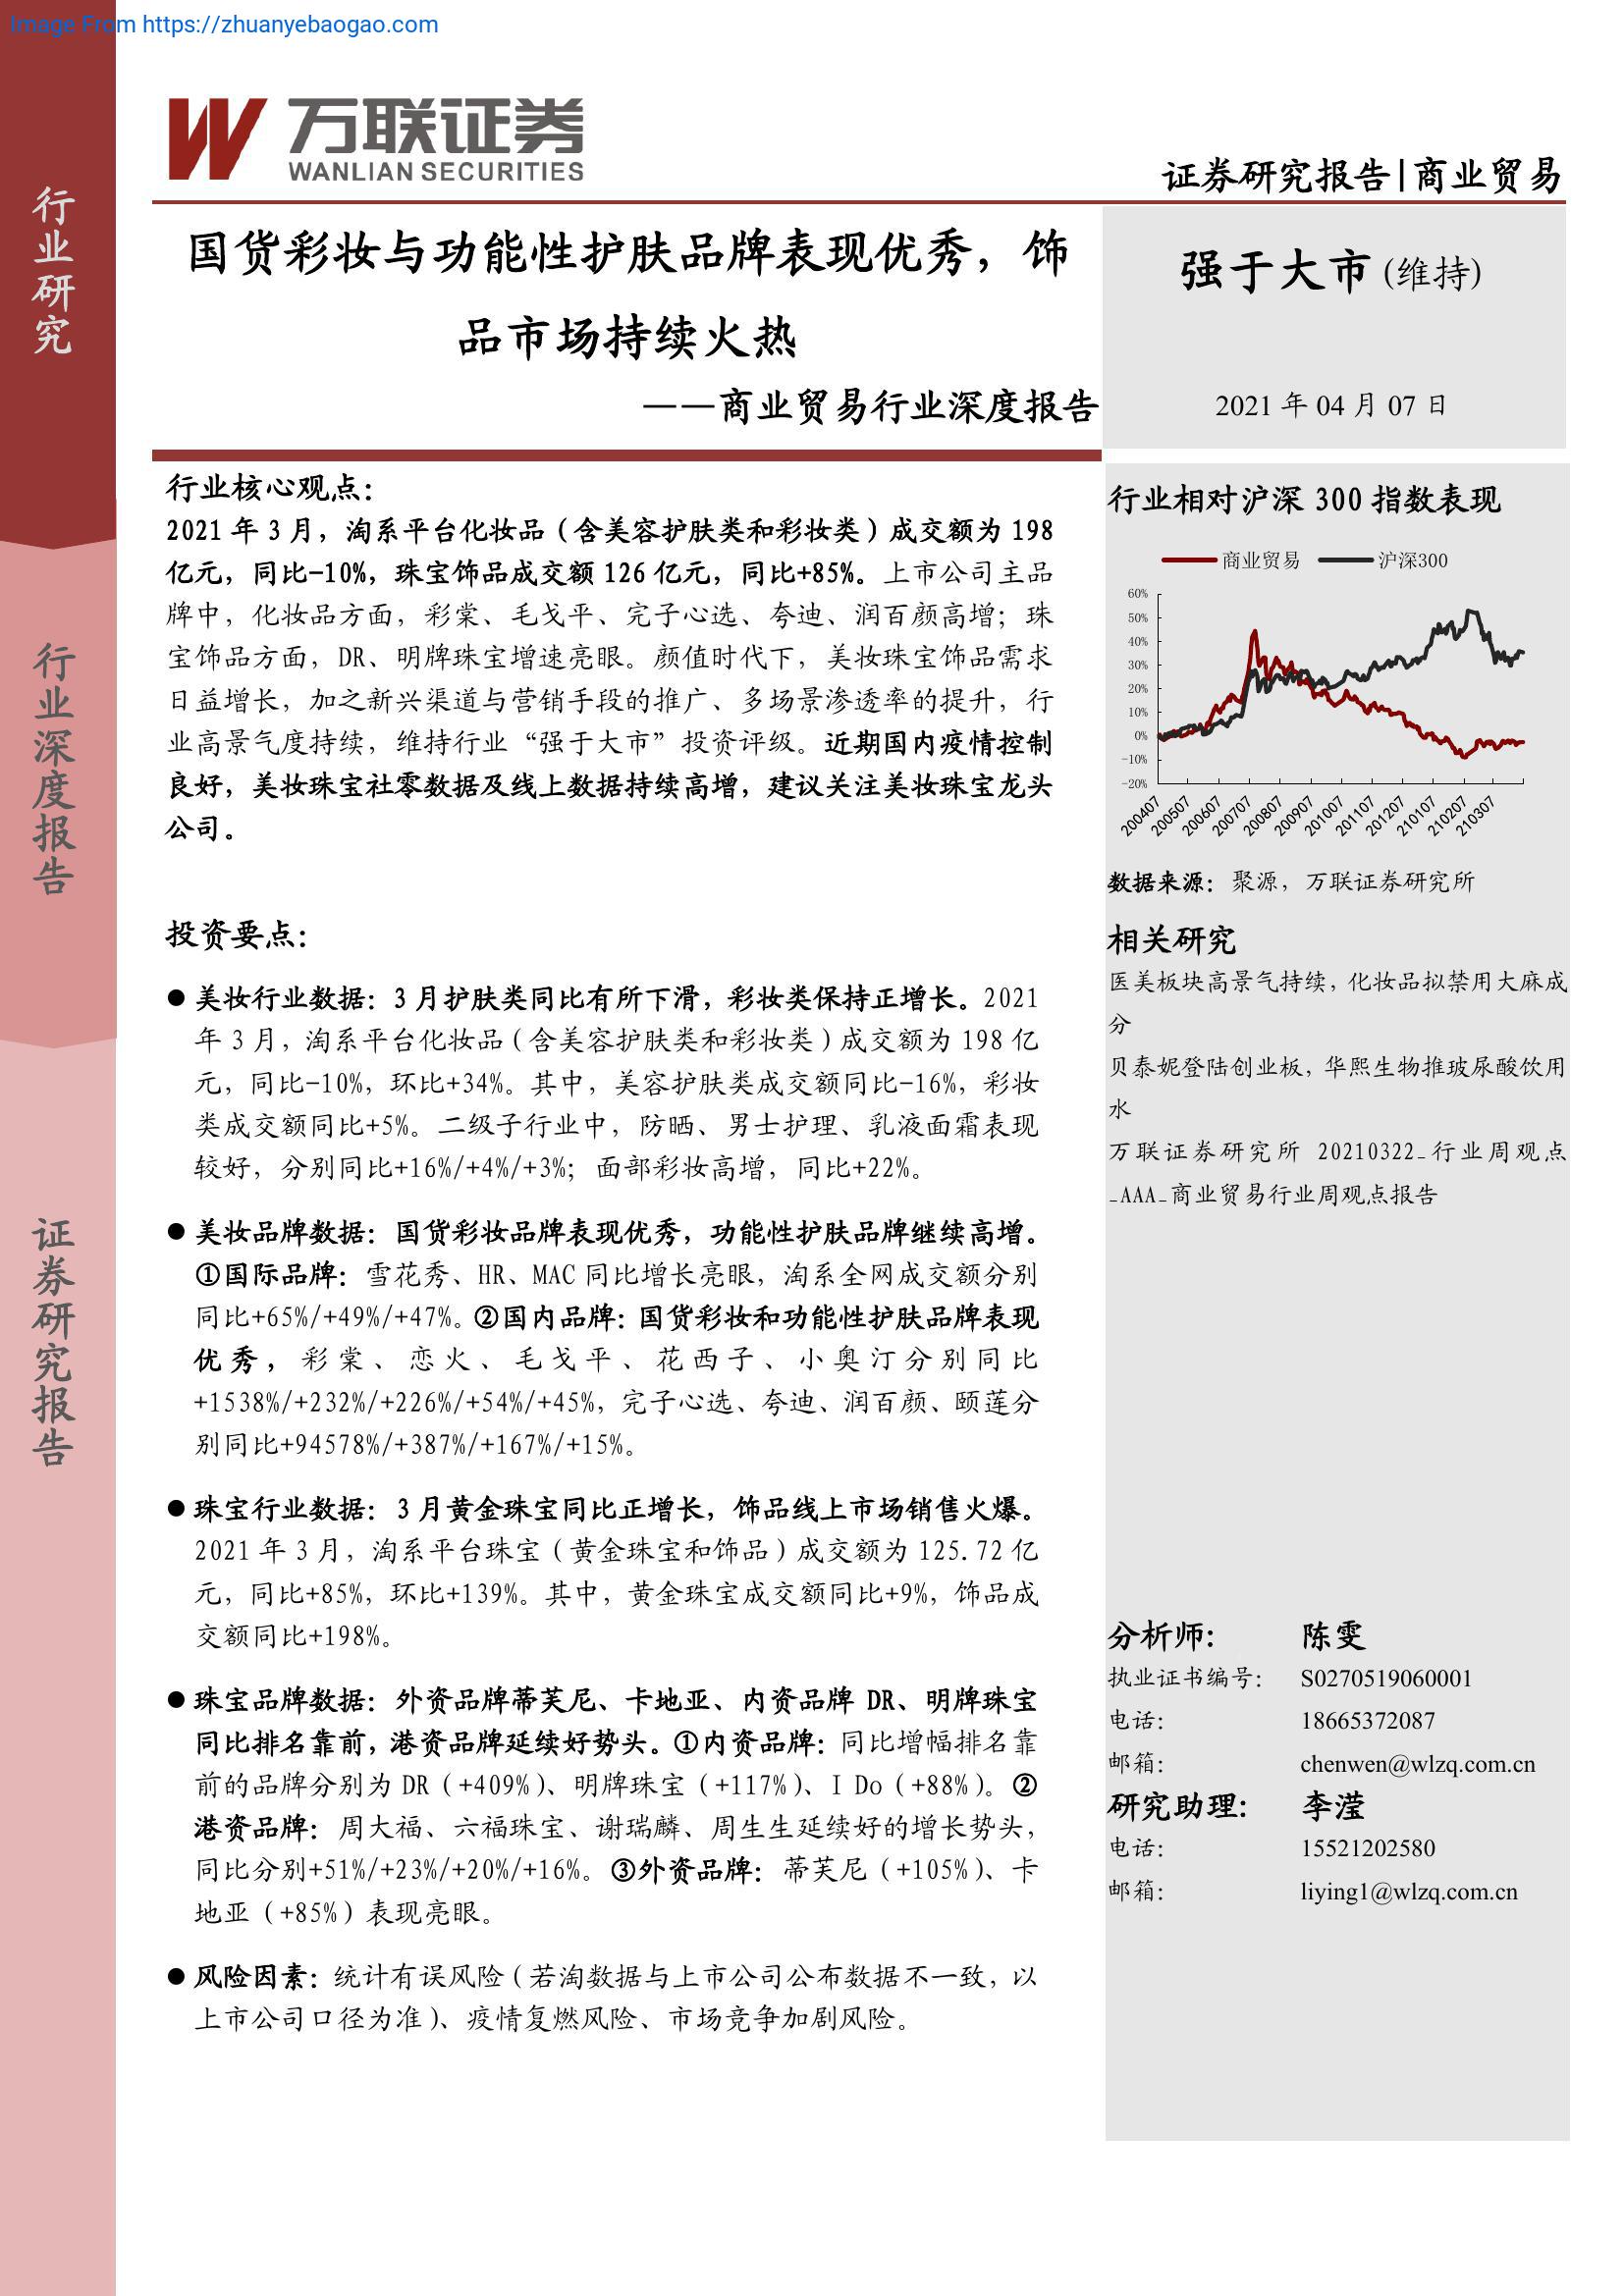 Image From https://zhuanyebaogao.com
万联证券
WANLIAN SECURITIES
证券研究报告|商业贸易
行业研究
行业深度报告
证券研究报告
国货彩妆与功能性护肤品牌表现优秀，饰
品市场持续火热
——商业贸易行业深度报告
强于大市(维持)
2021 年 04 月 07 日
行业核心观点：
2021 年 3 月，淘系平台化妆品（含美容护肤类和彩妆类）成交额为 198
亿元，同比-10%，珠宝饰品成交额 126 亿元，同比+85%。上市公司主品
牌中，化妆品方面，彩棠、毛戈平、完子心选、夸迪、润百颜高增；珠
宝饰品方面，DR、明牌珠宝增速亮眼。颜值时代下，美妆珠宝饰品需求
日益增长，加之新兴渠道与营销手段的推广、多场景渗透率的提升，行
业高景气度持续，维持行业“强于大市”投资评级。近期国内疫情控制
良好，美妆珠宝社零数据及线上数据持续高增，建议关注美妆珠宝龙头
公司。
投资要点：
● 美妆行业数据：3 月护肤类同比有所下滑，彩妆类保持正增长。2021
年 3 月，淘系平台化妆品（含美容护肤类和彩妆类）成交额为 198 亿
元，同比-10%，环比+34%。其中，美容护肤类成交额同比-16%，彩妆
类成交额同比+5%。二级子行业中，防晒、男士护理、乳液面霜表现
较好，分别同比+16%/+4%/+3%；面部彩妆高增，同比+22%。
● 美妆品牌数据：国货彩妆品牌表现优秀，功能性护肤品牌继续高增。
①国际品牌：雪花秀、HR、MAC 同比增长亮眼，淘系全网成交额分别
同比+65%/+49%/+47%。②国内品牌：国货彩妆和功能性护肤品牌表现
优秀，彩棠、恋火、毛戈平、花西子、小奥汀分别同比
+1538%/+232%/+226%/+54%/+45%，完子心选、夸迪、润百颜、颐莲分
别同比+94578%/+387%/+167%/+15%。
● 珠宝行业数据：3 月黄金珠宝同比正增长，饰品线上市场销售火爆。
2021 年 3 月，淘系平台珠宝（黄金珠宝和饰品）成交额为 125.72 亿
元，同比+85%，环比+139%。其中，黄金珠宝成交额同比+9%，饰品成
交额同比+198%。
● 珠宝品牌数据：外资品牌蒂芙尼、卡地亚、内资品牌 DR、明牌珠宝
同比排名靠前，港资品牌延续好势头。①内资品牌：同比增幅排名靠
前的品牌分别为 DR（+409%）、明牌珠宝（+117%）、I Do（+88%）。②
港资品牌：周大福、六福珠宝、谢瑞麟、周生生延续好的增长势头，
同比分别+51%/+23%/+20%/+16%。③外资品牌：蒂芙尼（+105%）、卡
地亚（+85%）表现亮眼。
● 风险因素：统计有误风险（若淘数据与上市公司公布数据不一致，以
上市公司口径为准）、疫情复燃风险、市场竞争加剧风险。
行业相对沪深 300 指数表现
商业贸易 沪深300
60%
50%
40%
30%
20%
10%
0%
-10%
-20%
200407 200507 200607 200707 200807 200907 201007 201107 201207 210107 210207 210307
数据来源：聚源，万联证券研究所
相关研究
医美板块高景气持续，化妆品拟禁用大麻成
分
贝泰妮登陆创业板，华熙生物推玻尿酸饮用
水
万联证券研究所 20210322_行业周观点
_AAA_商业贸易行业周观点报告
分析师： 陈雯
执业证书编号： S0270519060001
电话： 18665372087
邮箱： chenwen@wlzq.com.cn
研究助理： 李滢
电话： 15521202580
邮箱： liying1@wlzq.com.cn